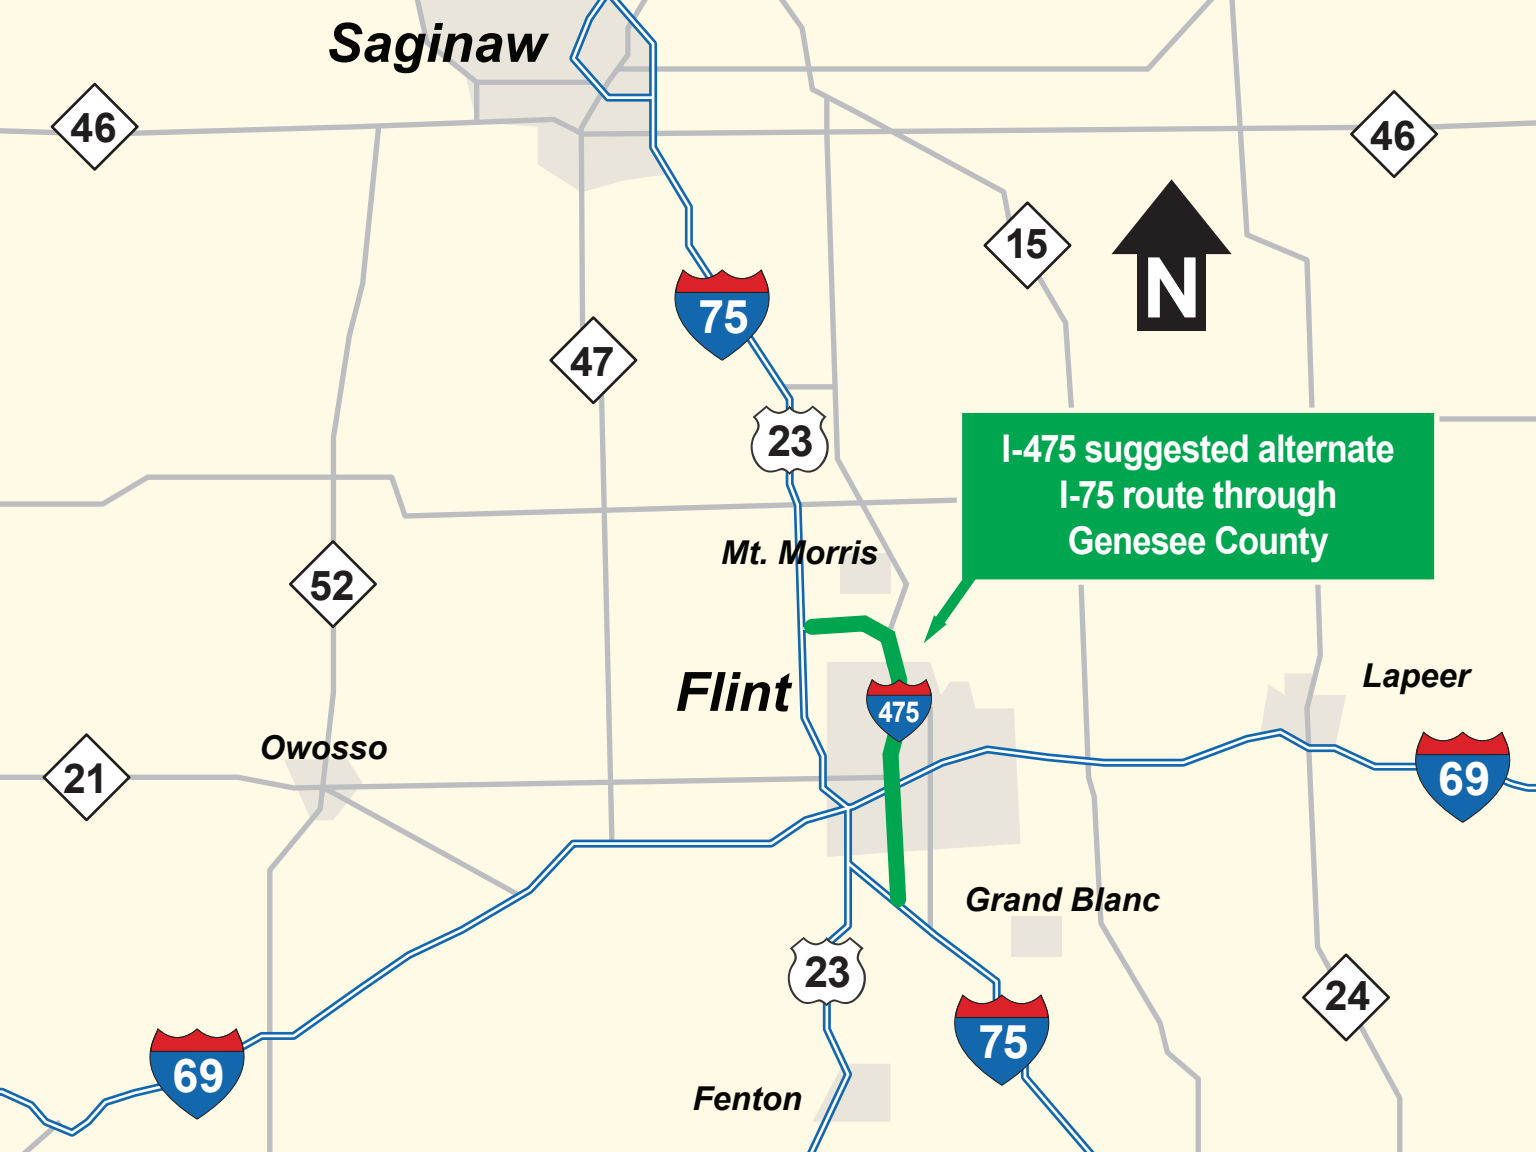 Saginaw
46
46
15
N
75
47
23
I-475 suggested alternate
I-75 route through
Genesee County
Mt. Morris
52
Flint
475
Lapeer
Owosso
21
69
Grand Blanc
23
24
75
69
Fenton